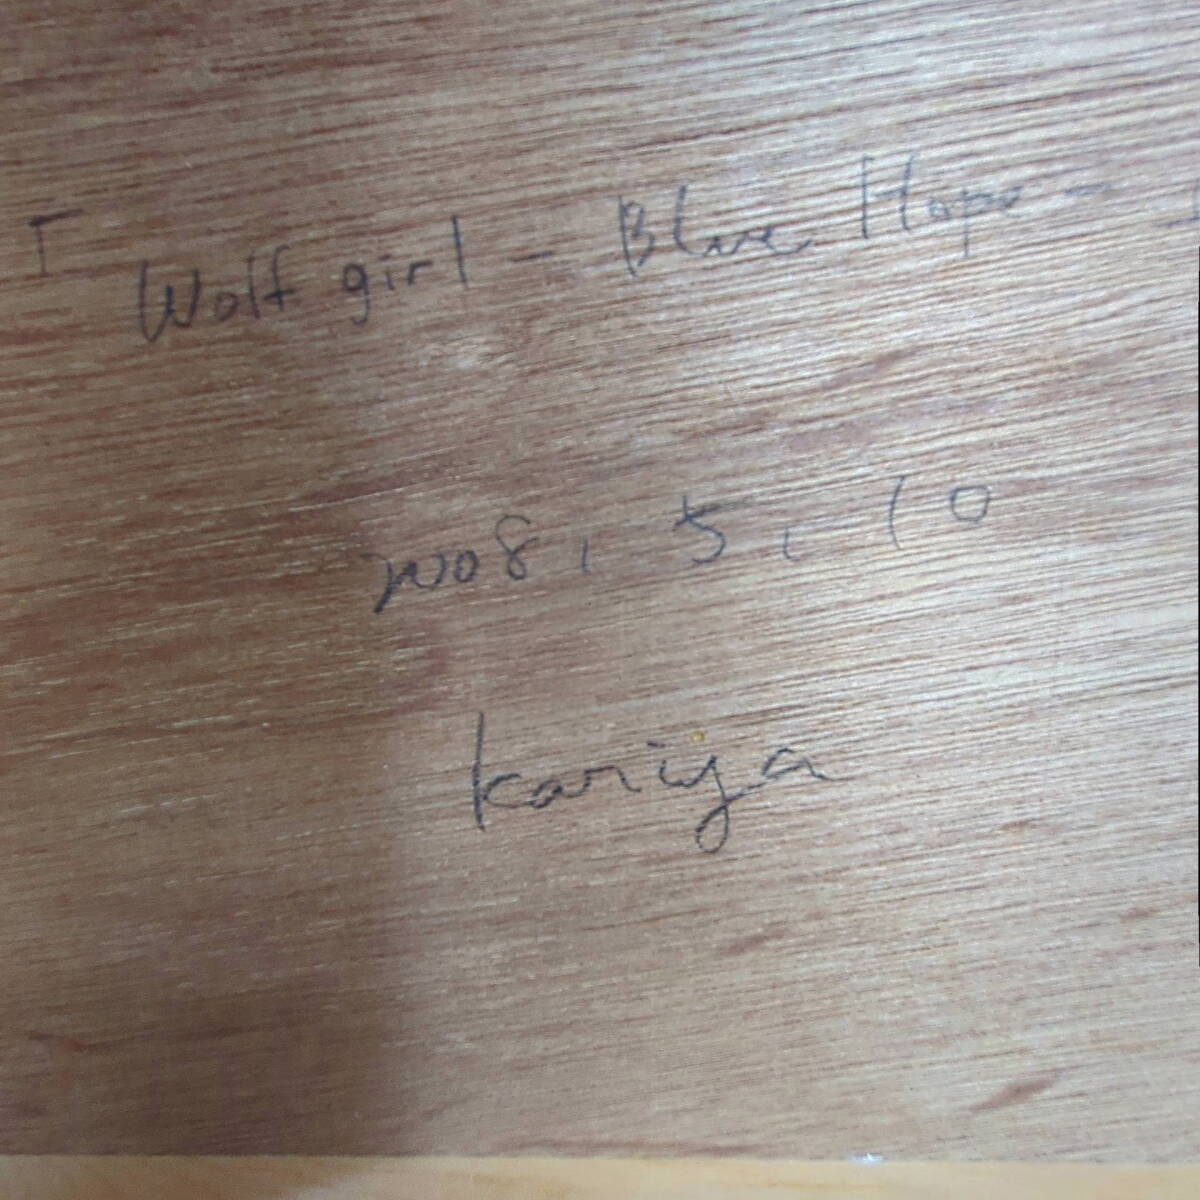 「Wolf girl - Blue Hope -」
2008. 5. 10
kariya